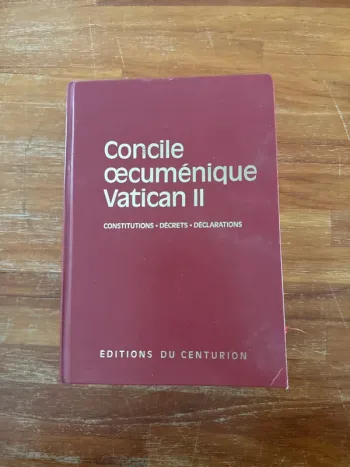 Concile
œcuménique
Vatican II
CONSTITUTIONS • DÉCRETS • DÉCLARATIONS
EDITIONS DU CENTURION